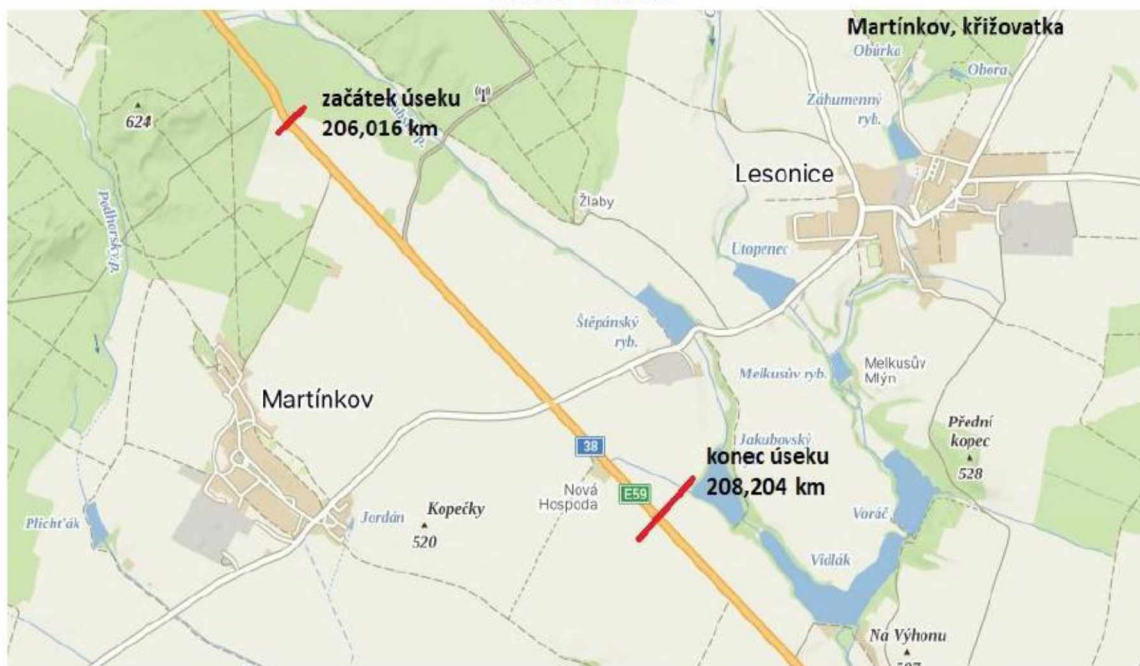 Martínkov, křižovatka
Obůrka
Obora
začátek úseku
206,016 km
624
Záhumenný
ryb.
Lesonice
Žlaby
Podhorský p.
Utopenec
Štěpánský
ryb.
Melkusův ryb.
Melkusův
Mlýn
Martínkov
Přední
kopec
528
38
Jakubovský
konec úseku
208,204 km
E59
Nová
Hospoda
Voráč
Plichťák
Jordán
Kopečky
520
Vidlák
Na Výhonu